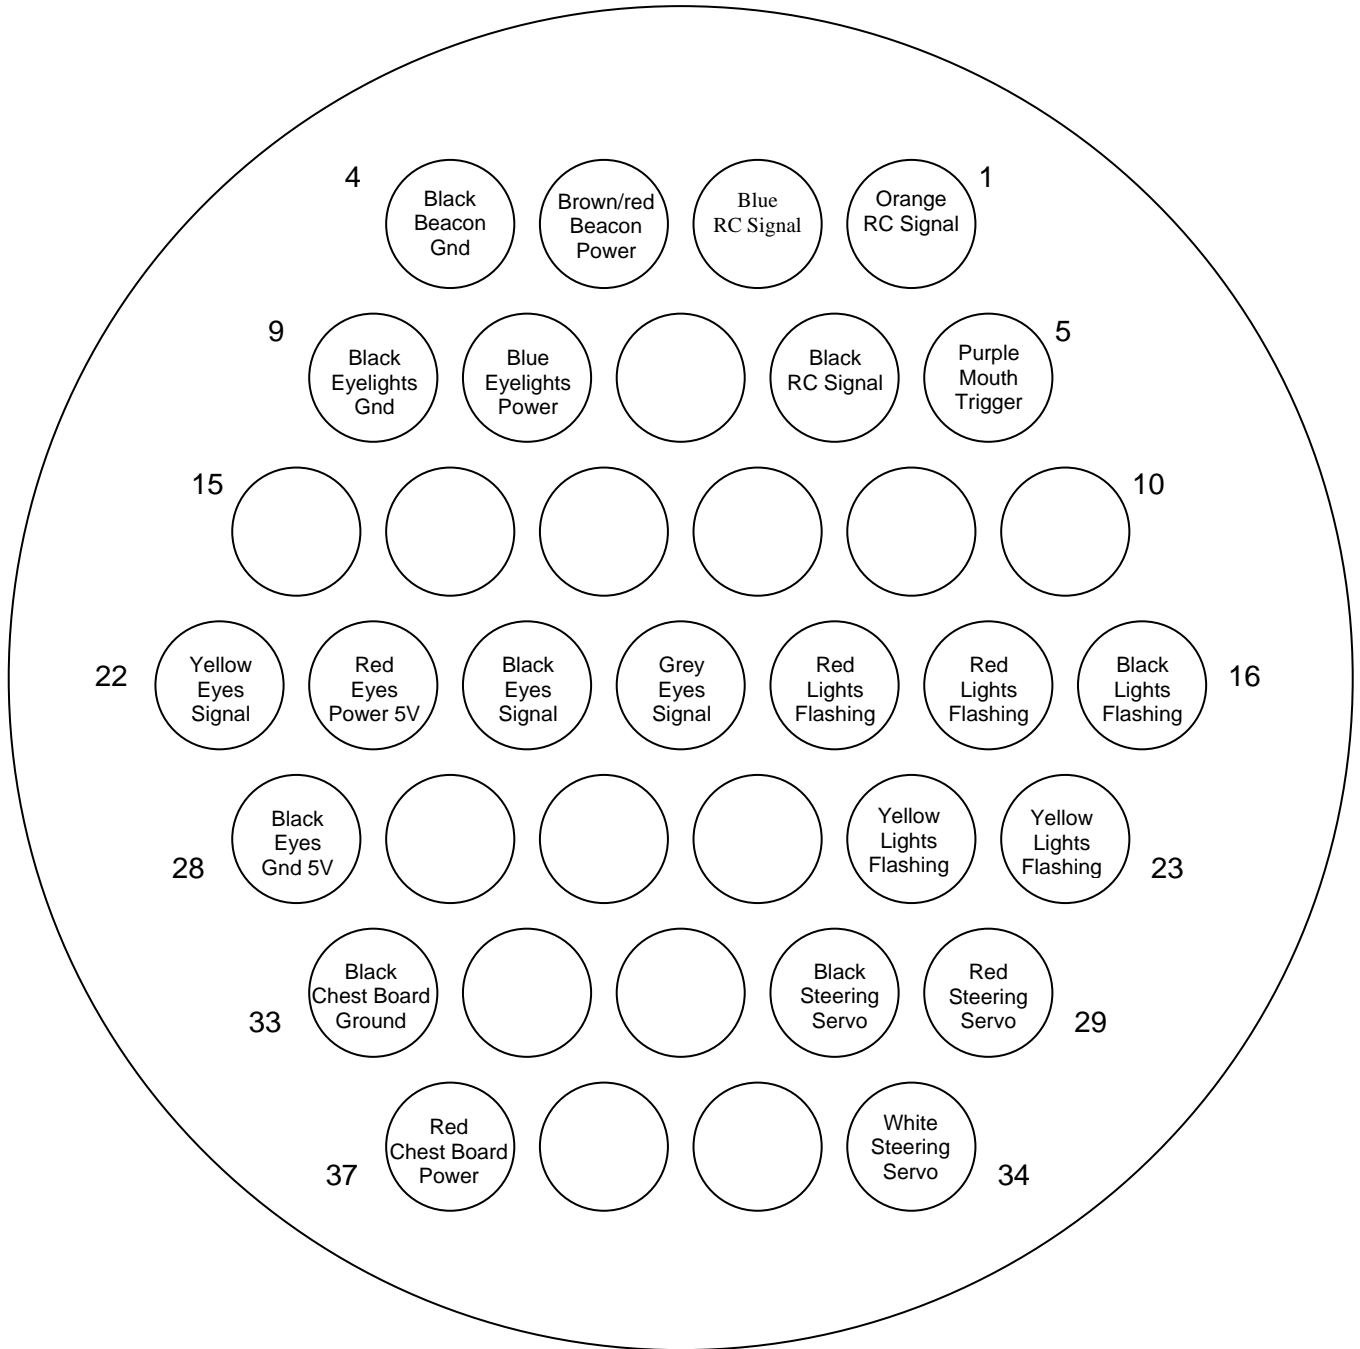 4
Black
Beacon
Gnd
Brown/red
Beacon
Power
Blue
RC Signal
Orange
RC Signal
1
9
Black
Eyelights
Gnd
Blue
Eyelights
Power
Black
RC Signal
Purple
Mouth
Trigger
5
15
10
22
Yellow
Eyes
Signal
Red
Eyes
Power 5V
Black
Eyes
Signal
Grey
Eyes
Signal
Red
Lights
Flashing
Red
Lights
Flashing
Black
Lights
Flashing
16
28
Black
Eyes
Gnd 5V
Yellow
Lights
Flashing
Yellow
Lights
Flashing
23
33
Black
Chest Board
Ground
Black
Steering
Servo
Red
Steering
Servo
29
37
Red
Chest Board
Power
White
Steering
Servo
34